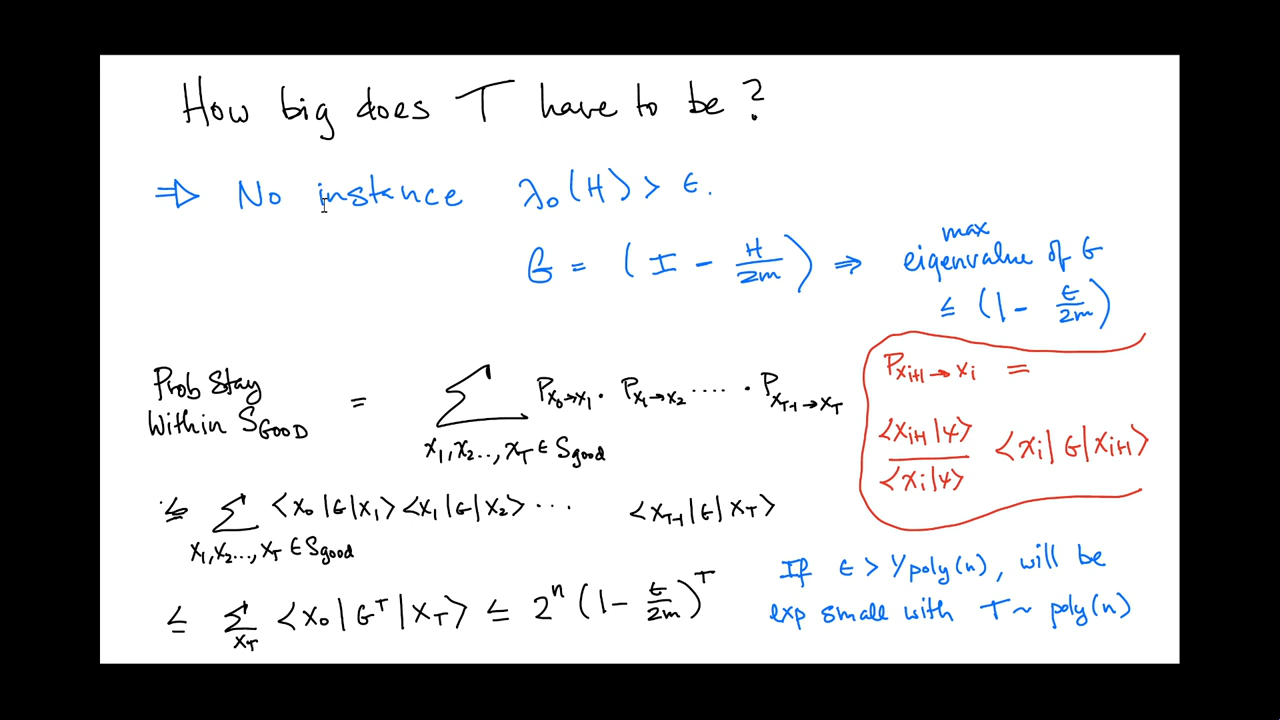 How big does T have to be?
⇒ No instance λ₀(H) > ε.
G = (I - H/2m) ⇒ max eigenvalue of G
≤ (1 - ε/2m)
Prob Stay Within S_GOOD = Σ_{x₁,x₂..,x_T ∈ S_good} P_{x₀→x₁} · P_{x₁→x₂} ····· P_{x_{T-1}→x_T}
P_{x_{i+1}→x_i} =
⟨x_{i+1}|ψ⟩/⟨x_i|ψ⟩ ⟨x_i|G|x_{i+1}⟩
≤ Σ_{x₁,x₂..,x_T ∈ S_good} ⟨x₀|G|x₁⟩⟨x₁|G|x₂⟩ ··· ⟨x_{T-1}|G|x_T⟩
≤ Σ_{x_T} ⟨x₀|G^T|x_T⟩ ≤ 2^n (1 - ε/2m)^T
If ε > 1/poly(n), will be
exp small with T ~ poly(n)